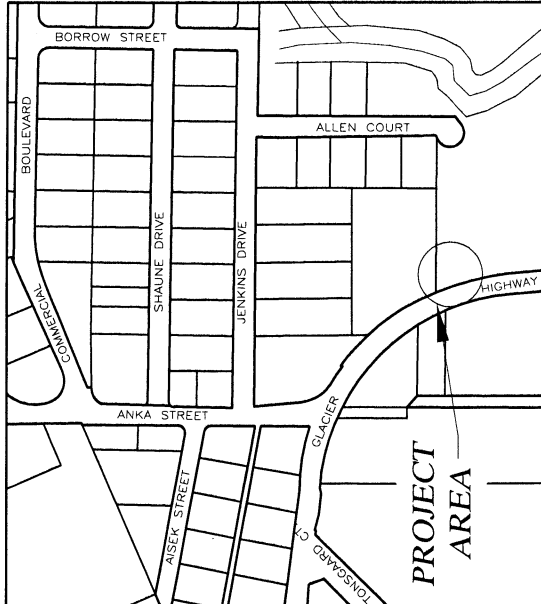 BORROW STREET
BOULEVARD
ALLEN COURT
SHAUNE DRIVE
JENKINS DRIVE
COMMERCIAL
HIGHWAY
ANKA STREET
GLACIER
AISEK STREET
TONSGAARD CT
PROJECT
AREA